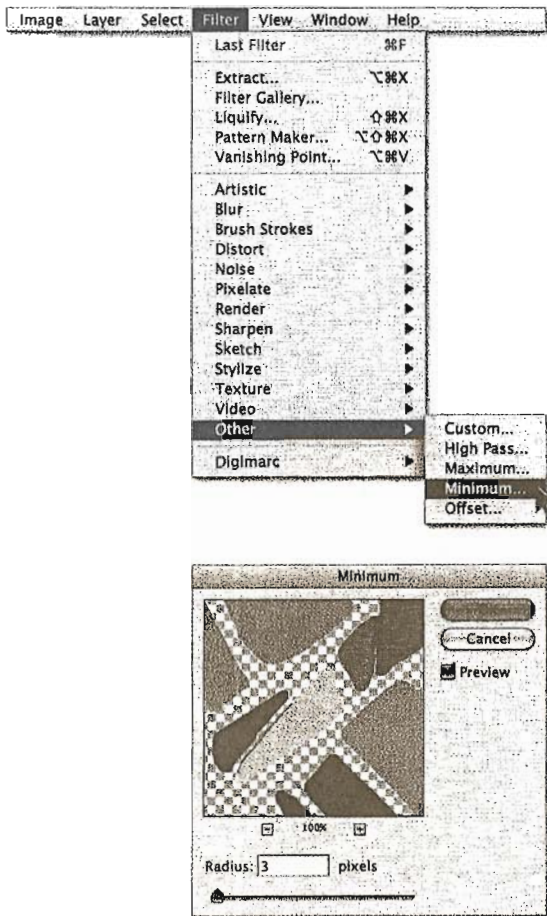 Image Layer Select Filter View Window Help
Last Filter ⌘F
Extract... ⌥⌘X
Filter Gallery...
Liquify... ⇧⌘X
Pattern Maker... ⌥⇧⌘X
Vanishing Point... ⌥⌘V
Artistic
Blur
Brush Strokes
Distort
Noise
Pixelate
Render
Sharpen
Sketch
Stylize
Texture
Video
Other
Digimarc
Custom...
High Pass...
Maximum...
Minimum...
Offset...
Minimum
Cancel
Preview
100%
Radius: 3 pixels